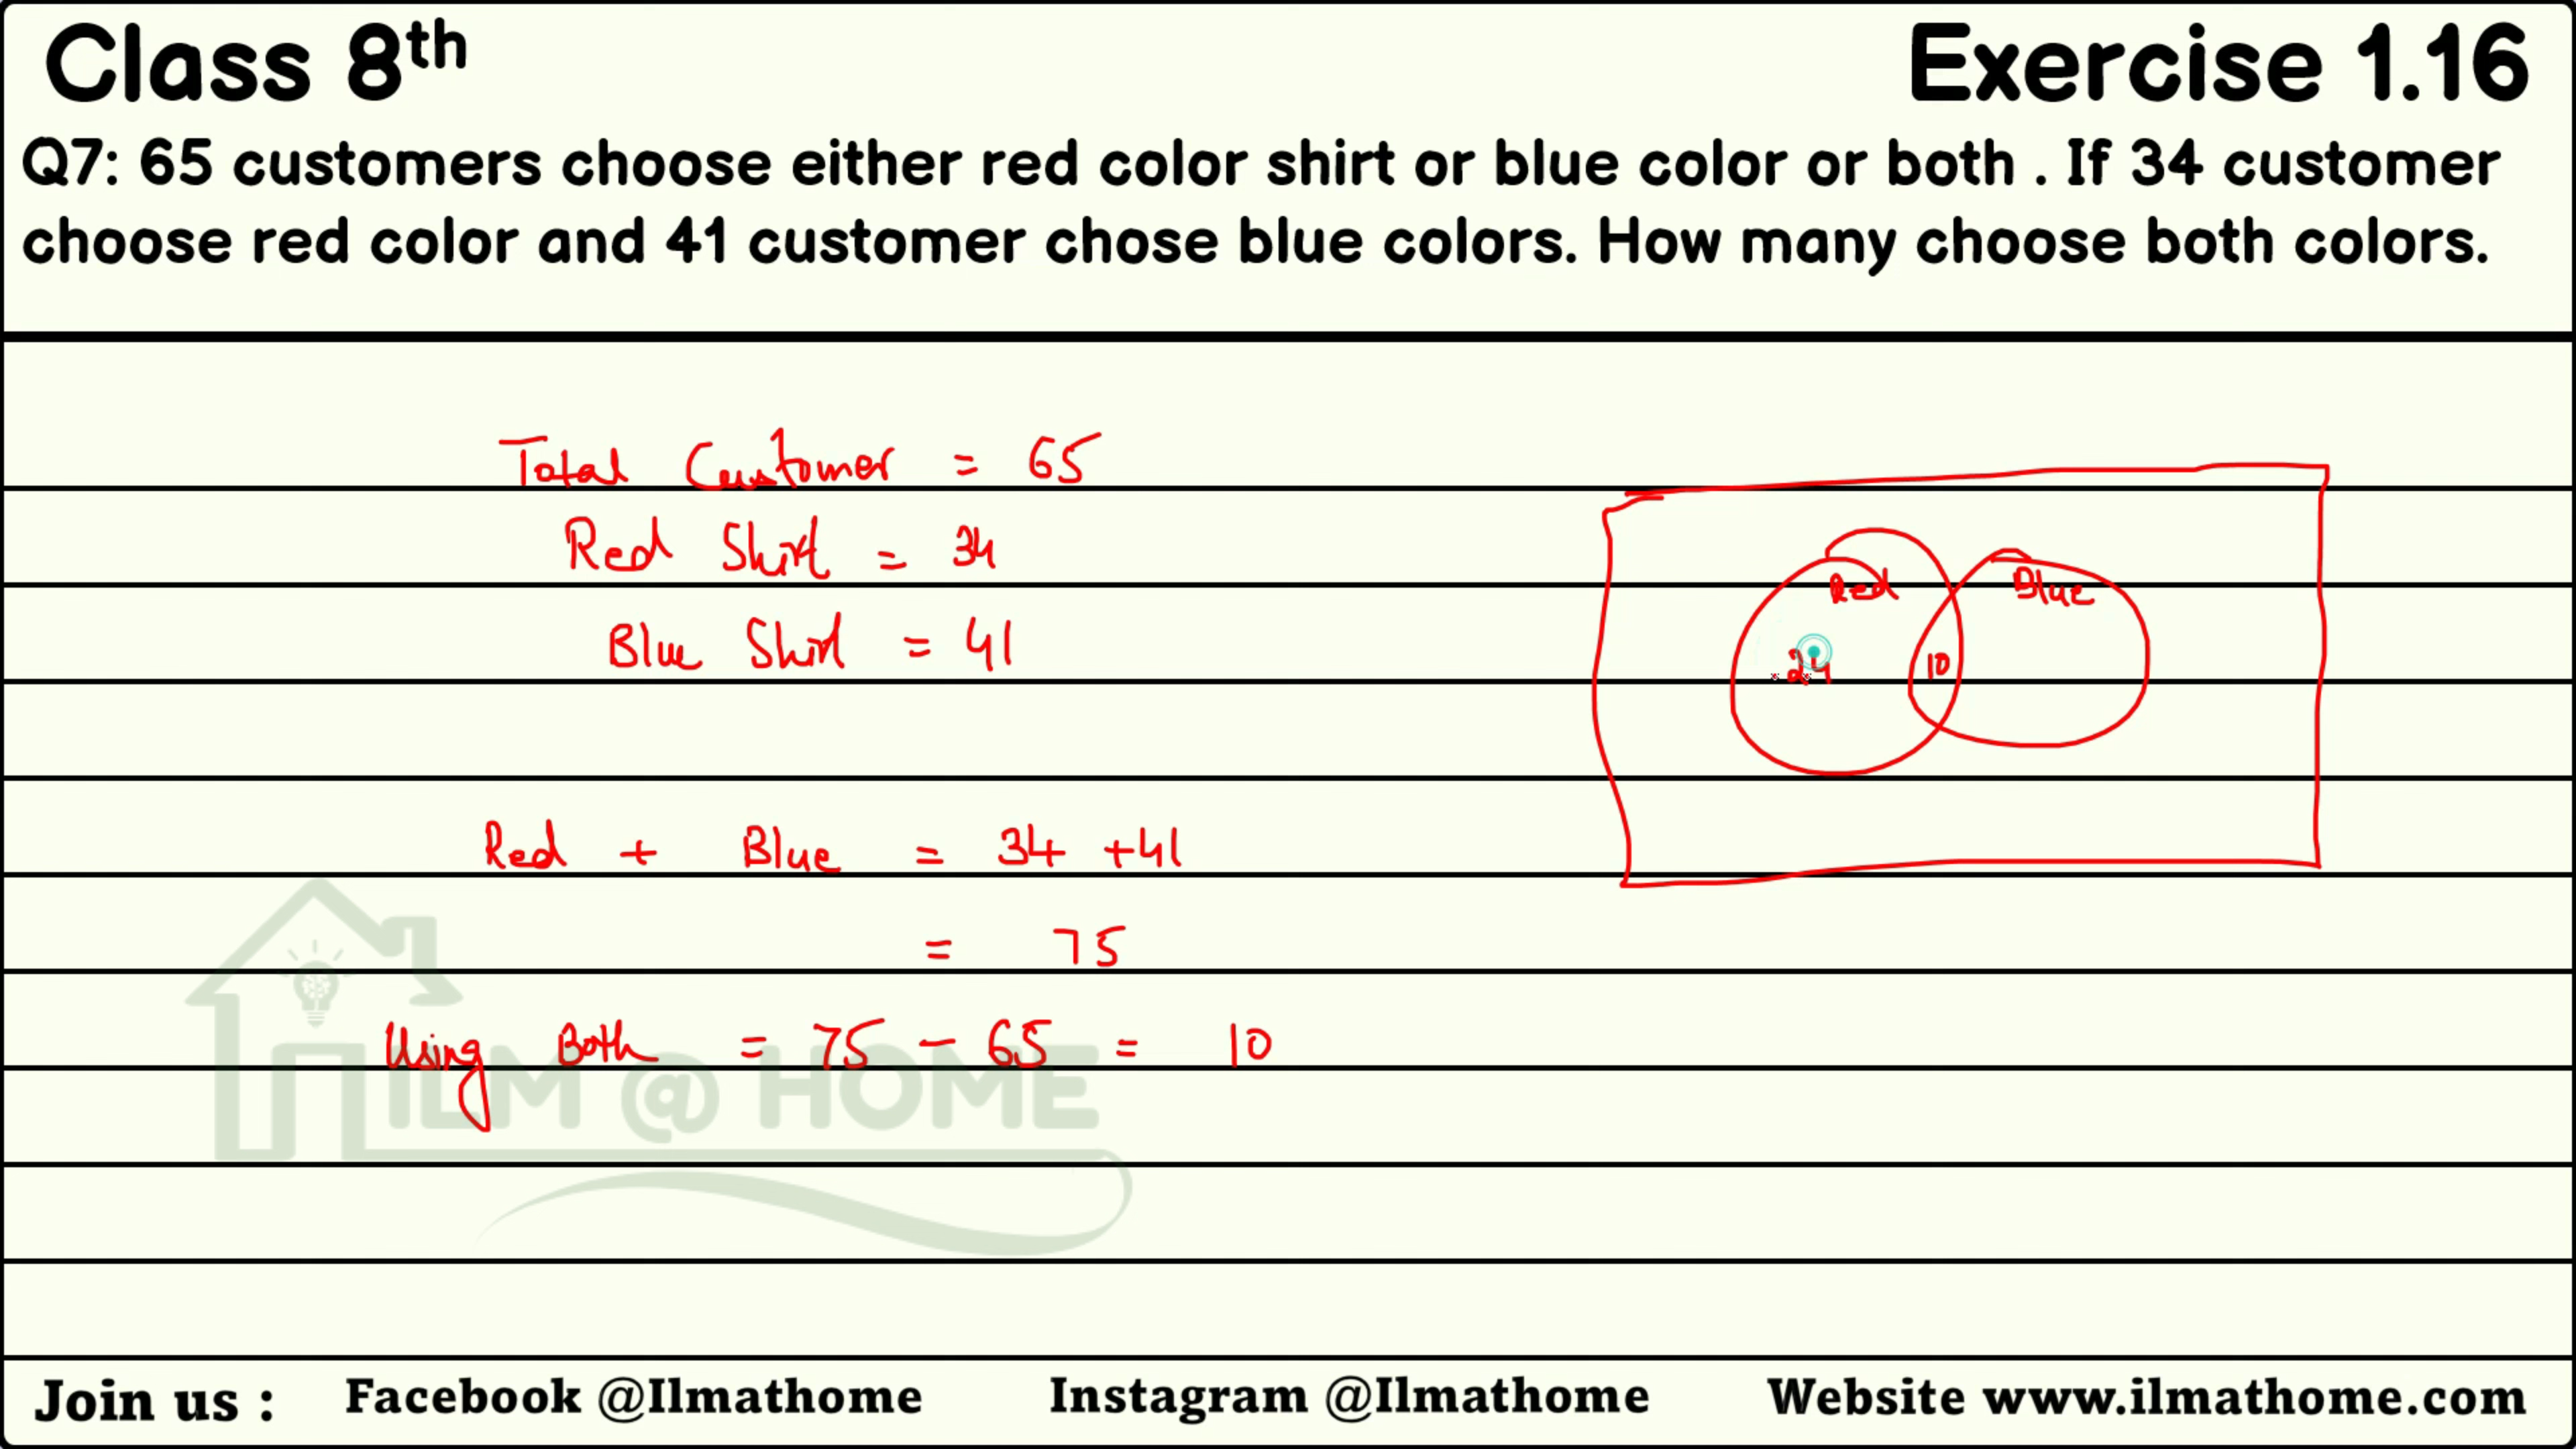 Class 8th
Exercise 1.16
Q7: 65 customers choose either red color shirt or blue color or both . If 34 customer
choose red color and 41 customer chose blue colors. How many choose both colors.
Total Customer = 65
Red Shirt = 34
Blue Shirt = 41
Red Blue
24 10
Red + Blue = 34 +41
= 75
Using Both = 75 - 65 = 10
ILM @ HOME
Join us : Facebook @Ilmathome Instagram @Ilmathome Website www.ilmathome.com